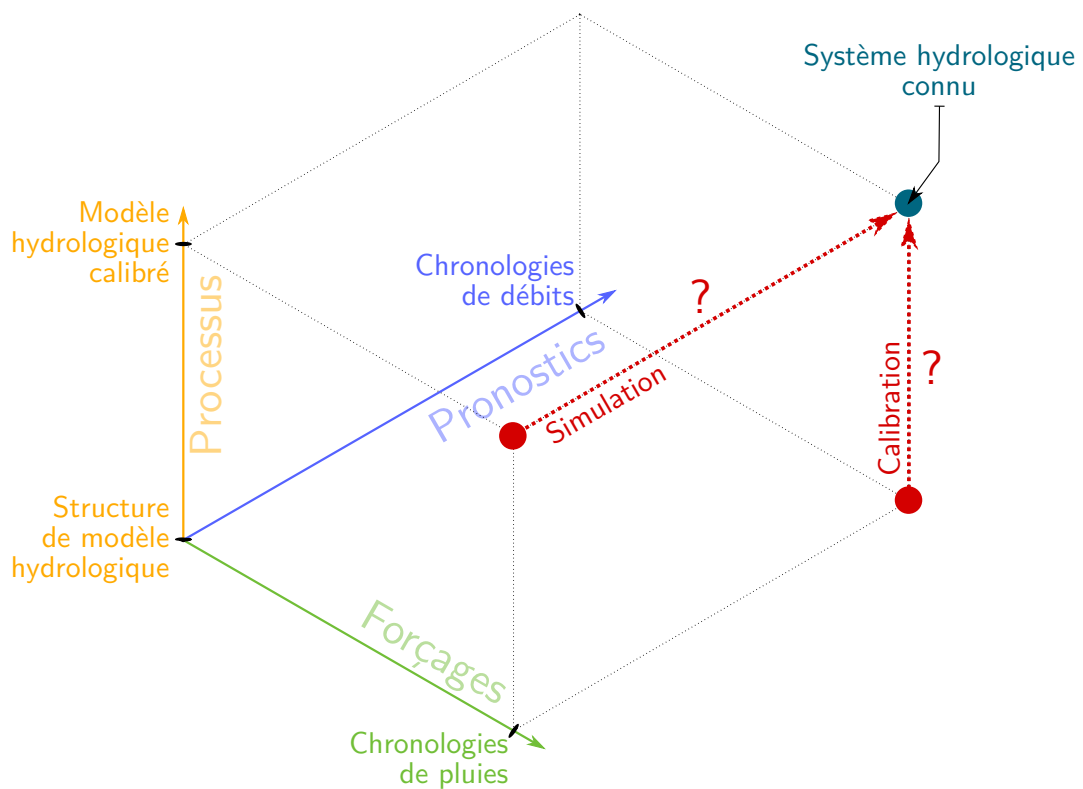 Système hydrologique
connu
Modèle
hydrologique
calibré
Processus
Chronologies
de débits
Pronostics
?
Simulation
Calibration
?
Structure
de modèle
hydrologique
Forçages
Chronologies
de pluies